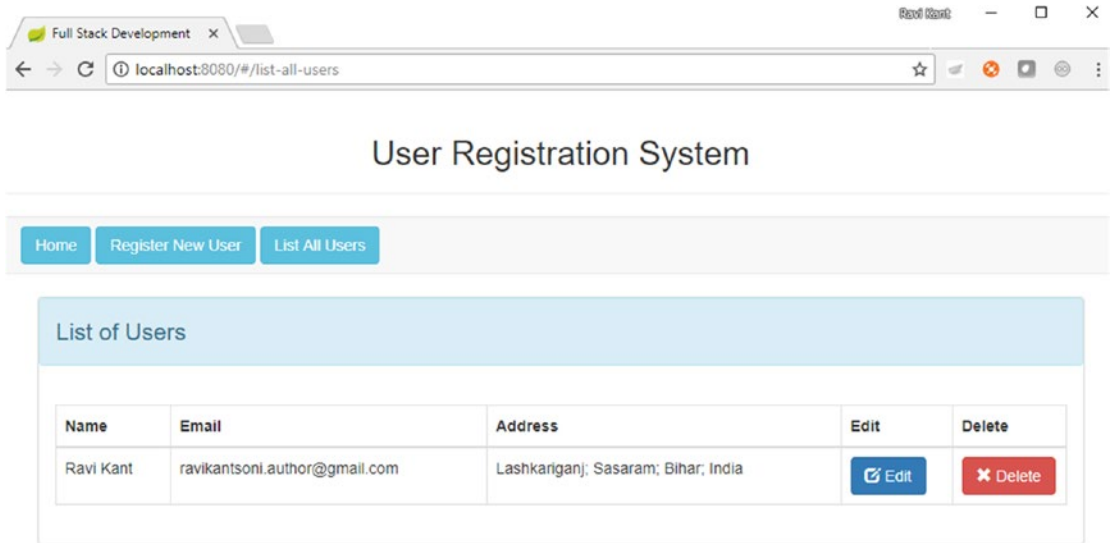 Ravi Kant
Full Stack Development
localhost:8080/#/list-all-users
User Registration System
Home Register New User List All Users
List of Users
Name Email Address Edit Delete
Ravi Kant ravikantsoni.author@gmail.com Lashkariganj; Sasaram; Bihar; India Edit Delete